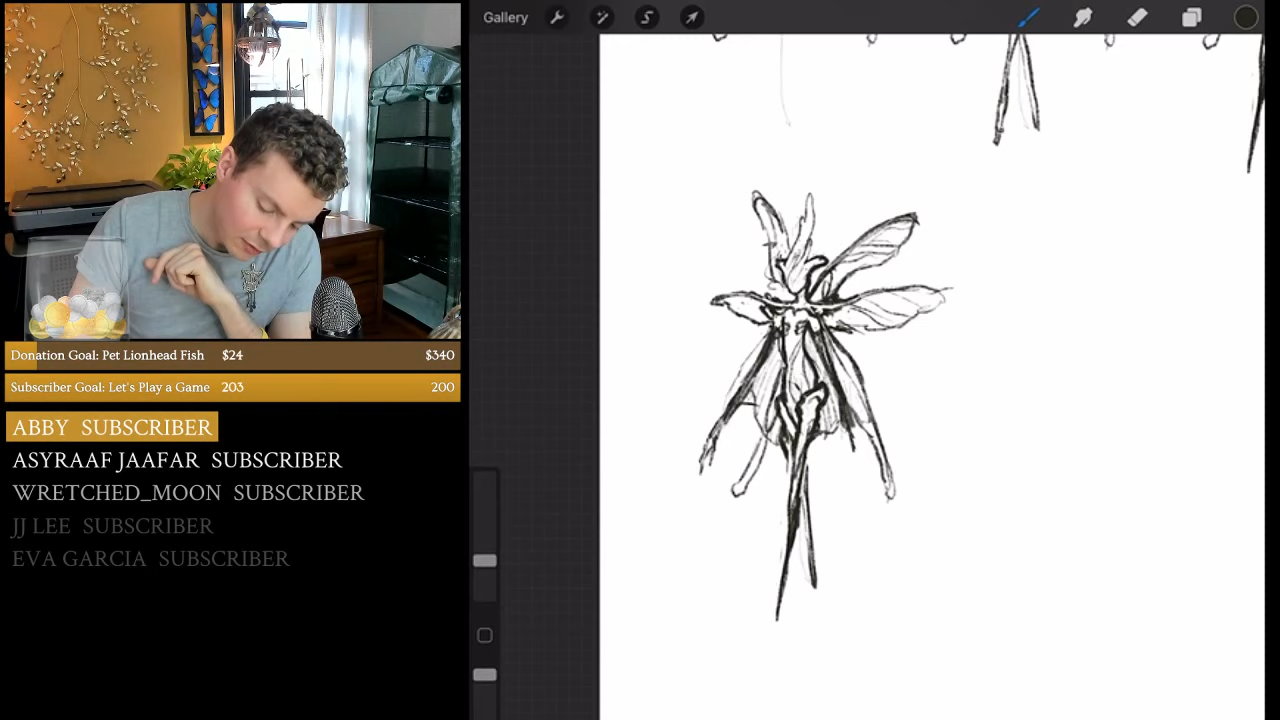 Gallery
Donation Goal: Pet Lionhead Fish $24 $340
Subscriber Goal: Let's Play a Game 203 200
ABBY SUBSCRIBER
ASYRAAF JAAFAR SUBSCRIBER
WRETCHED_MOON SUBSCRIBER
JJ LEE SUBSCRIBER
EVA GARCIA SUBSCRIBER